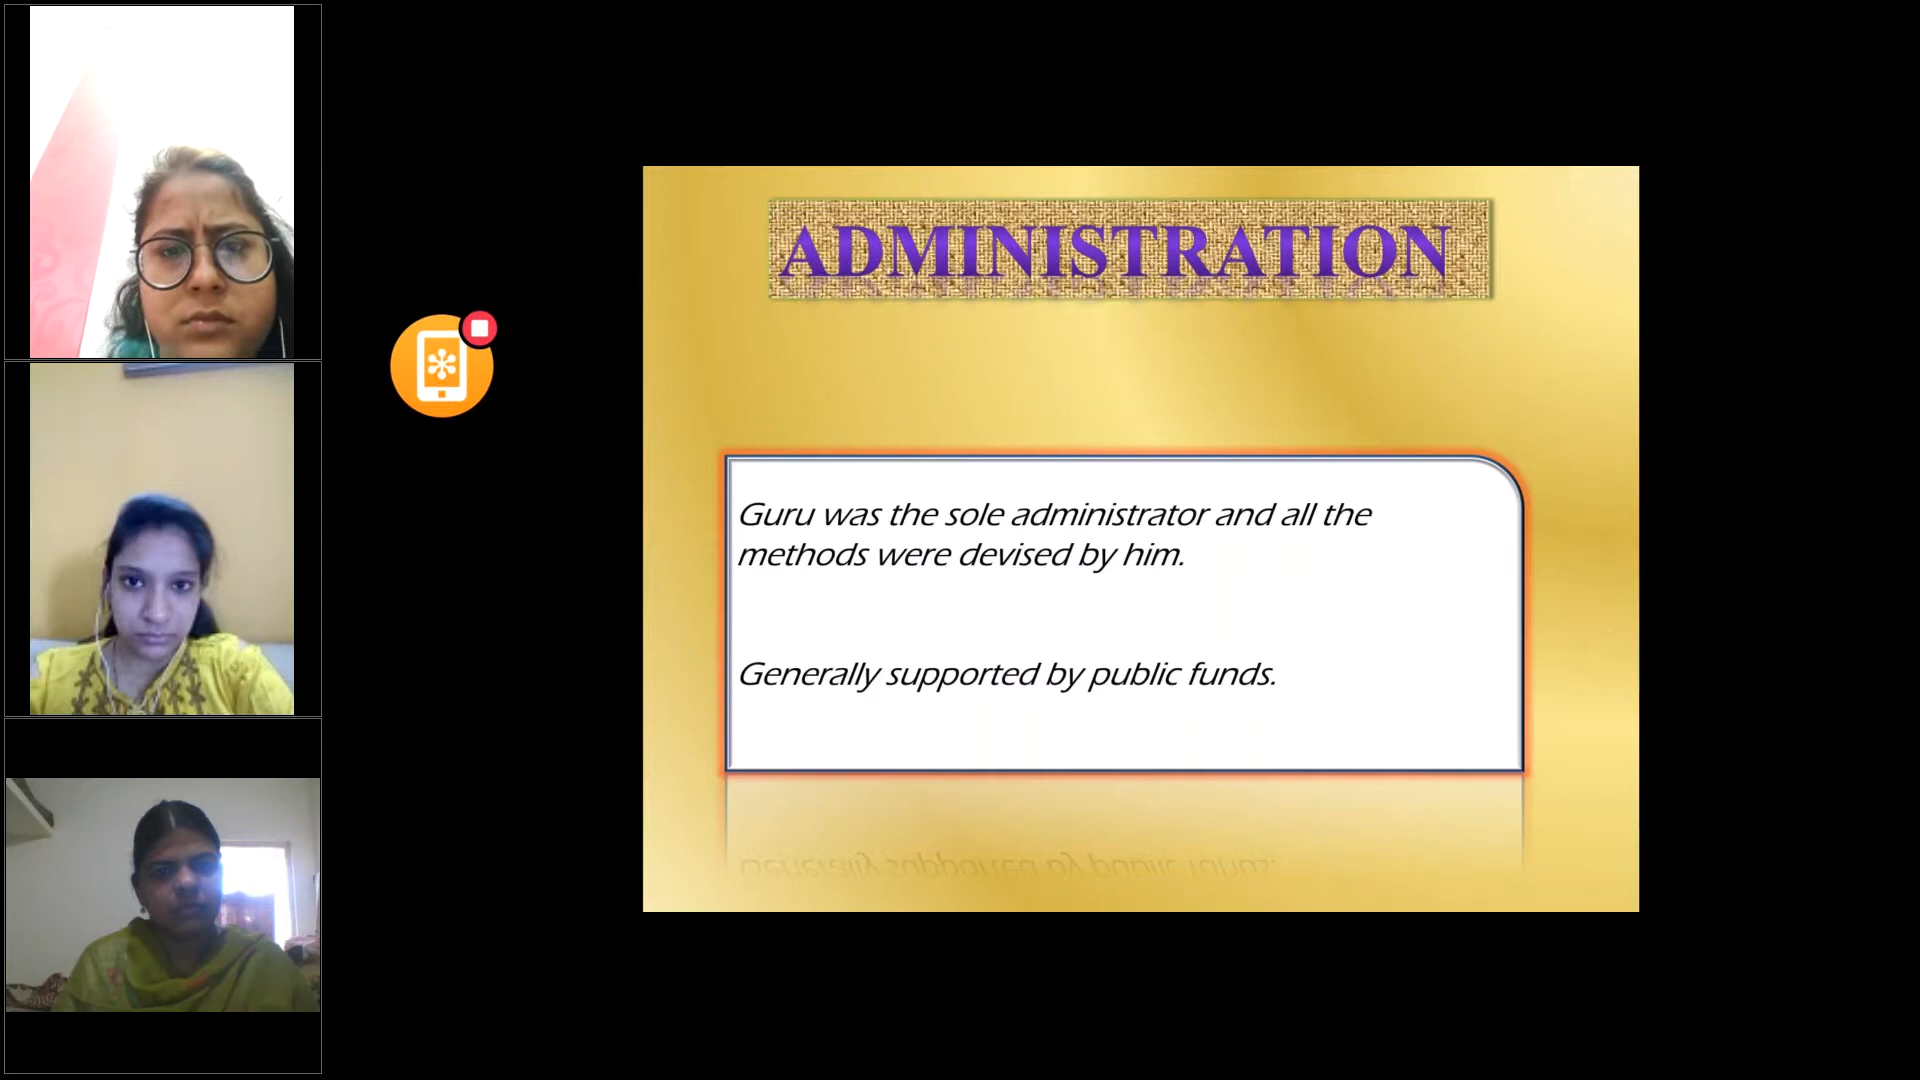 ADMINISTRATION
Guru was the sole administrator and all the
methods were devised by him.
Generally supported by public funds.